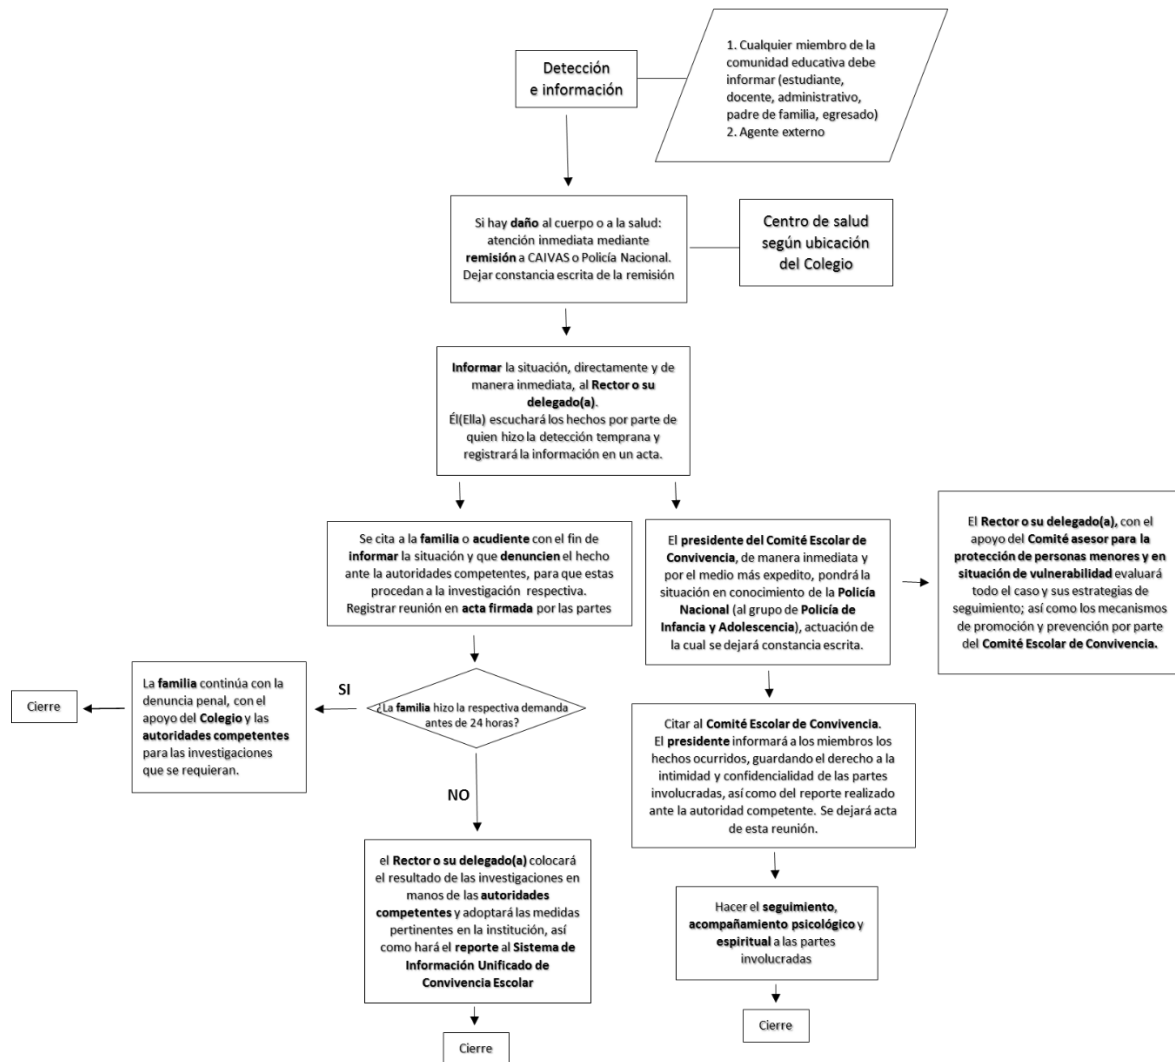 Detección
e información
1. Cualquier miembro de la
comunidad educativa debe
informar (estudiante,
docente, administrativo,
padre de familia, egresado)
2. Agente externo
Si hay daño al cuerpo o a la salud:
atención inmediata mediante
remisión a CAIVAS o Policía Nacional.
Dejar constancia escrita de la remisión
Centro de salud
según ubicación
del Colegio
Informar la situación, directamente y de
manera inmediata, al Rector o su
delegado(a).
Él(Ella) escuchará los hechos por parte de
quien hizo la detección temprana y
registrará la información en un acta.
Se cita a la familia o acudiente con el fin de
informar la situación y que denuncien el hecho
ante la autoridades competentes, para que estas
procedan a la investigación respectiva.
Registrar reunión en acta firmada por las partes
El presidente del Comité Escolar de
Convivencia, de manera inmediata y
por el medio más expedito, pondrá la
situación en conocimiento de la Policía
Nacional (al grupo de Policía de
Infancia y Adolescencia), actuación de
la cual se dejará constancia escrita.
El Rector o su delegado(a), con el
apoyo del Comité asesor para la
protección de personas menores y en
situación de vulnerabilidad evaluará
todo el caso y sus estrategias de
seguimiento; así como los mecanismos
de promoción y prevención por parte
del Comité Escolar de Convivencia.
¿La familia hizo la respectiva demanda
antes de 24 horas?
SI
La familia continúa con la
denuncia penal, con el
apoyo del Colegio y las
autoridades competentes
para las investigaciones
que se requieran.
Cierre
NO
el Rector o su delegado(a) colocará
el resultado de las investigaciones en
manos de las autoridades
competentes y adoptará las medidas
pertinentes en la institución, así
como hará el reporte al Sistema de
Información Unificado de
Convivencia Escolar
Cierre
Citar al Comité Escolar de Convivencia.
El presidente informará a los miembros los
hechos ocurridos, guardando el derecho a la
intimidad y confidencialidad de las partes
involucradas, así como del reporte realizado
ante la autoridad competente. Se dejará acta
de esta reunión.
Hacer el seguimiento,
acompañamiento psicológico y
espiritual a las partes
involucradas
Cierre